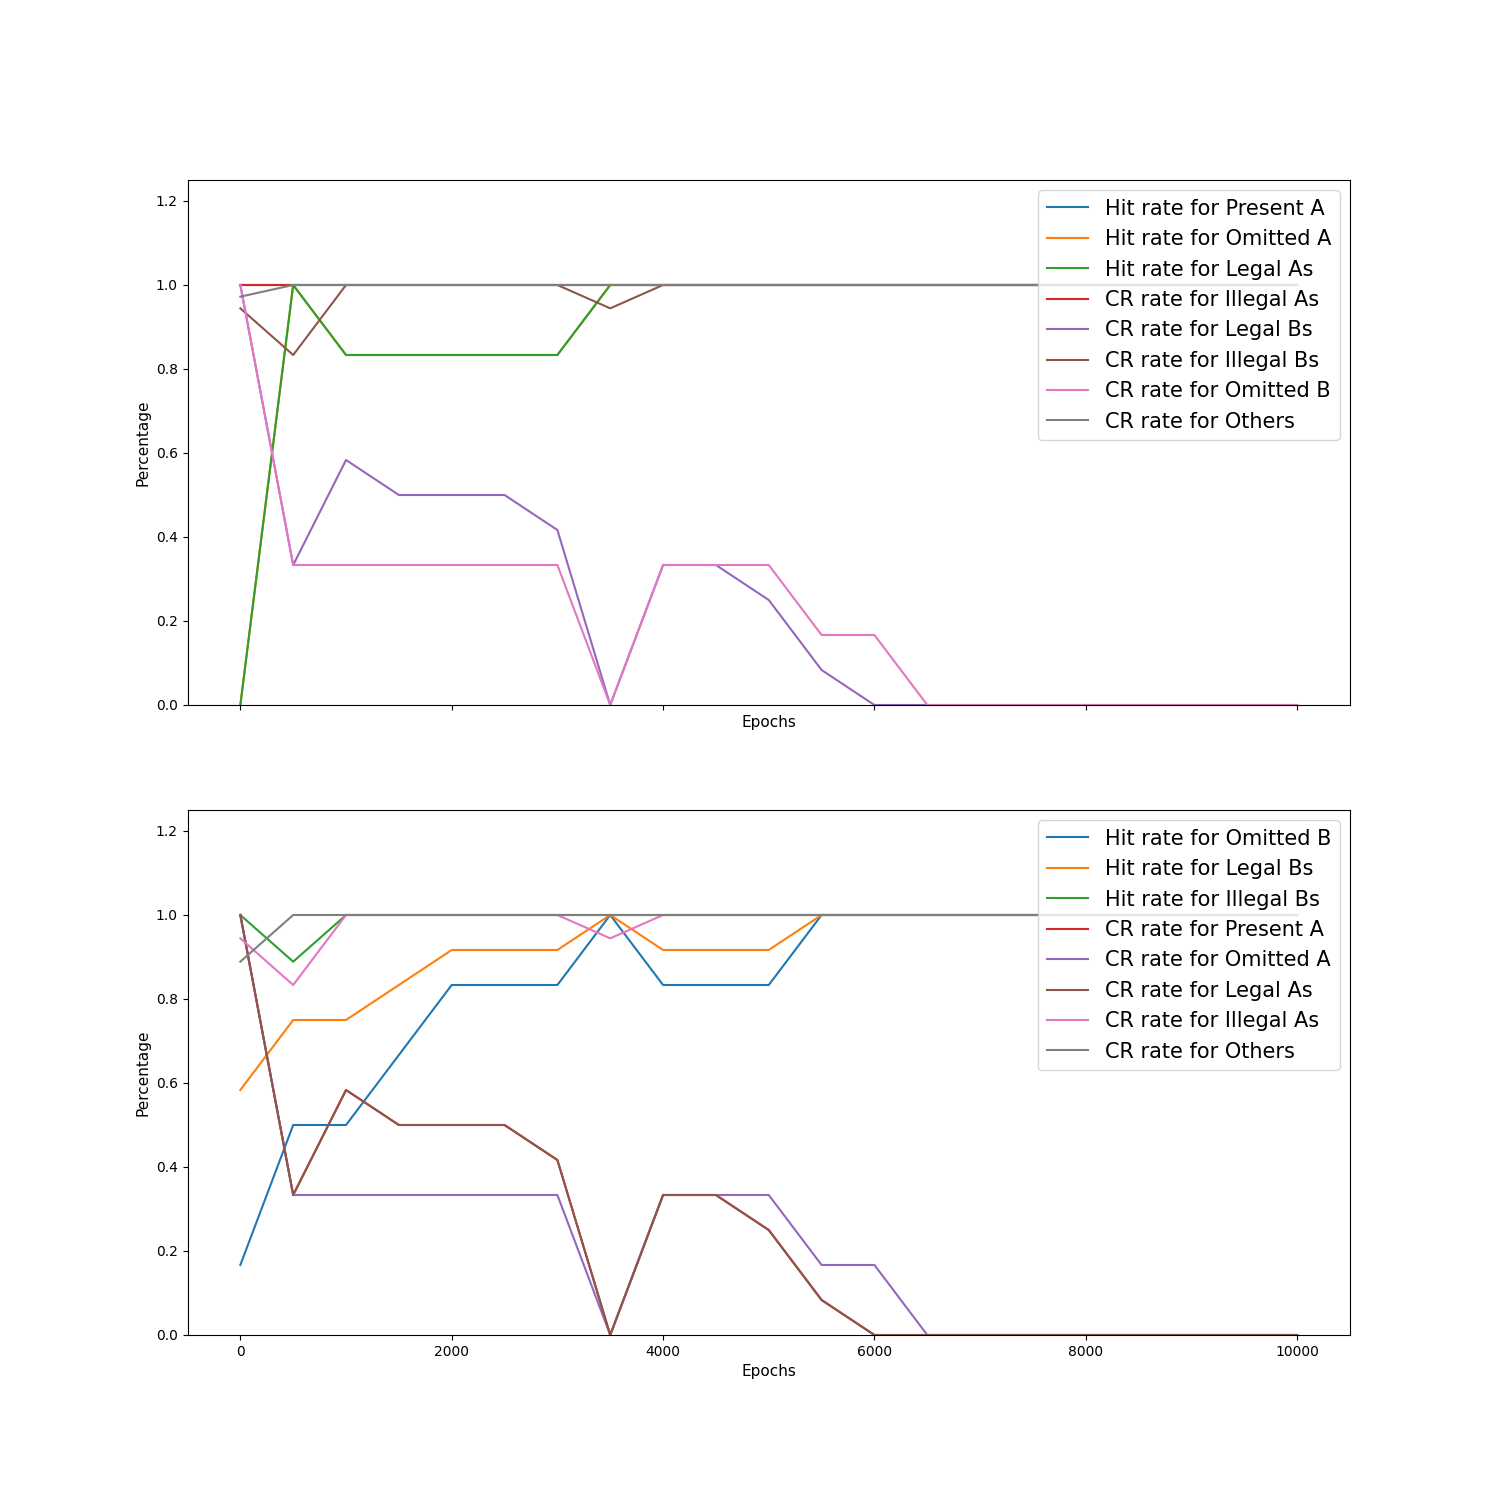 1.2
1.0
0.8
0.6
0.4
0.2
0.0
Percentage
Epochs
Hit rate for Present A
Hit rate for Omitted A
Hit rate for Legal As
CR rate for Illegal As
CR rate for Legal Bs
CR rate for Illegal Bs
CR rate for Omitted B
CR rate for Others
1.2
1.0
0.8
0.6
0.4
0.2
0.0
Percentage
0 2000 4000 6000 8000 10000
Epochs
Hit rate for Omitted B
Hit rate for Legal Bs
Hit rate for Illegal Bs
CR rate for Present A
CR rate for Omitted A
CR rate for Legal As
CR rate for Illegal As
CR rate for Others